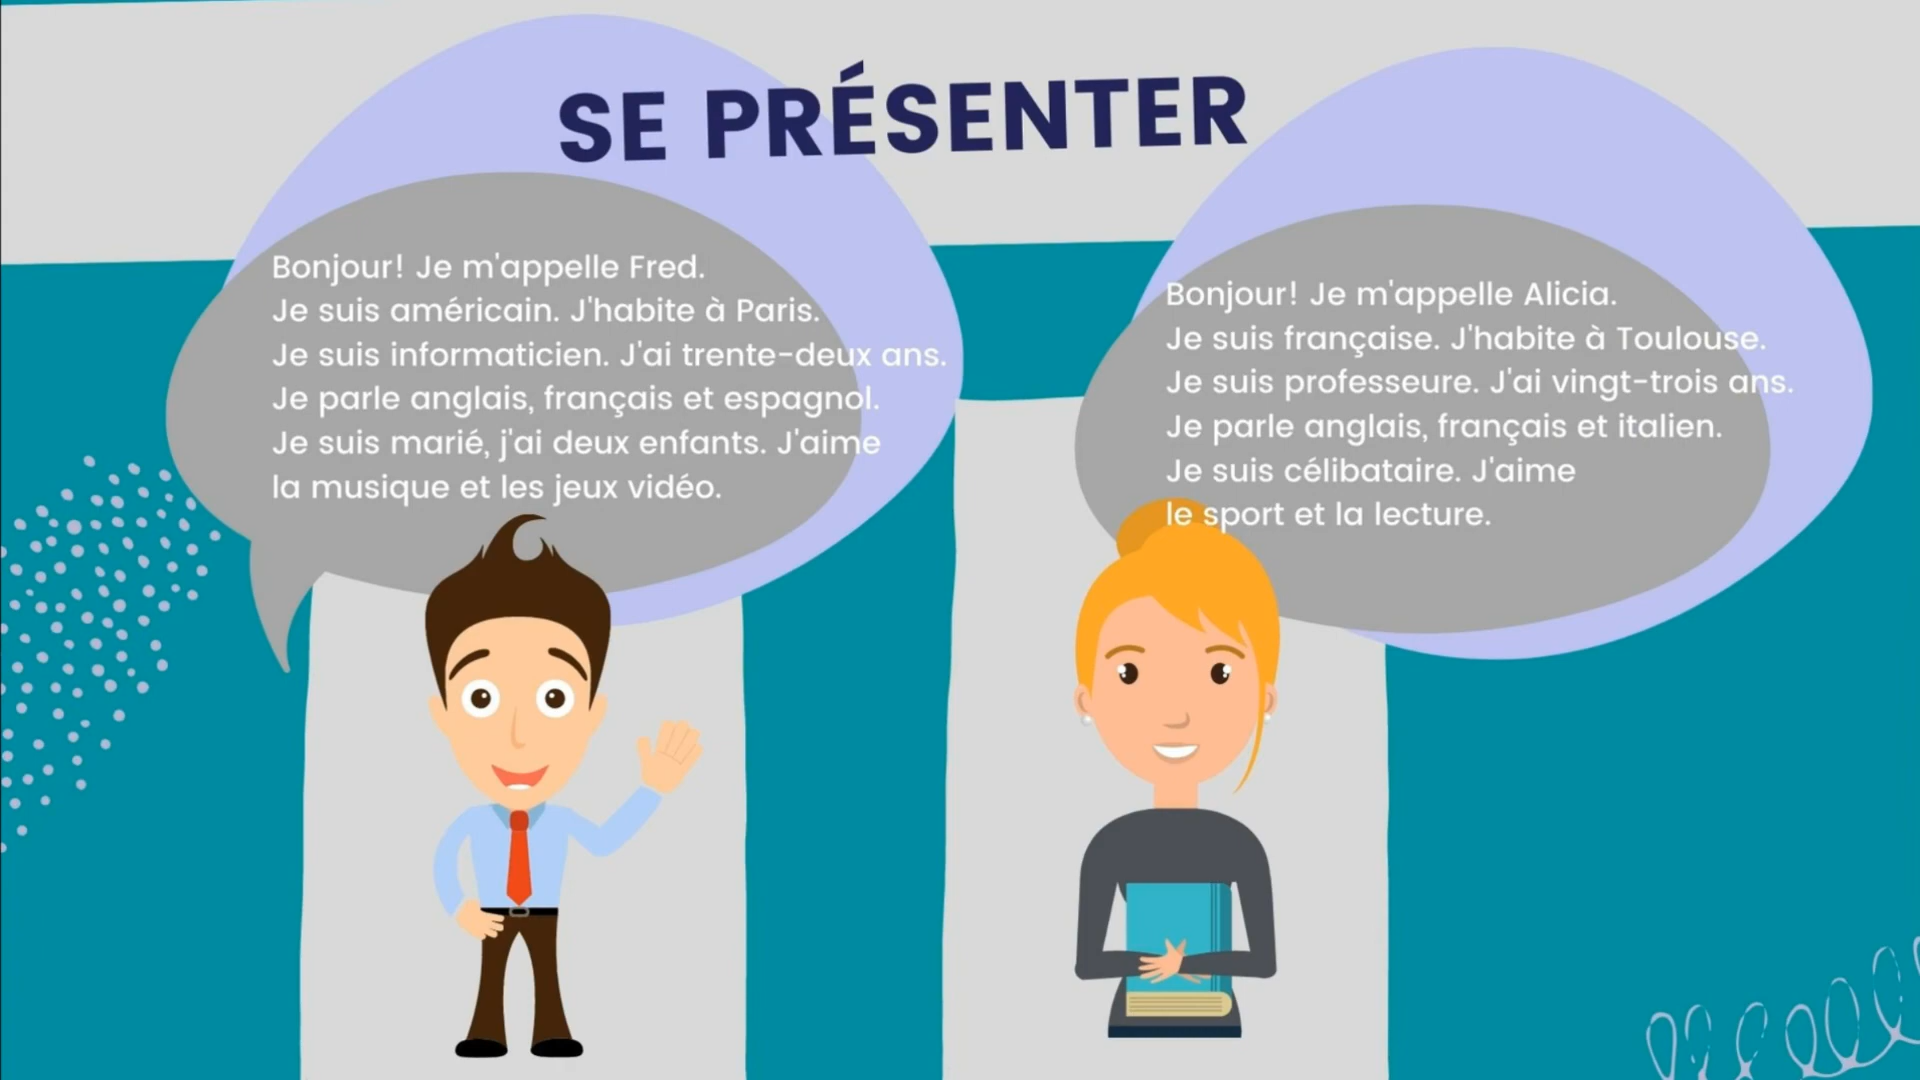 SE PRÉSENTER
Bonjour! Je m'appelle Fred.
Je suis américain. J'habite à Paris.
Je suis informaticien. J'ai trente-deux ans.
Je parle anglais, français et espagnol.
Je suis marié, j'ai deux enfants. J'aime
la musique et les jeux vidéo.
Bonjour! Je m'appelle Alicia.
Je suis française. J'habite à Toulouse.
Je suis professeure. J'ai vingt-trois ans.
Je parle anglais, français et italien.
Je suis célibataire. J'aime
le sport et la lecture.